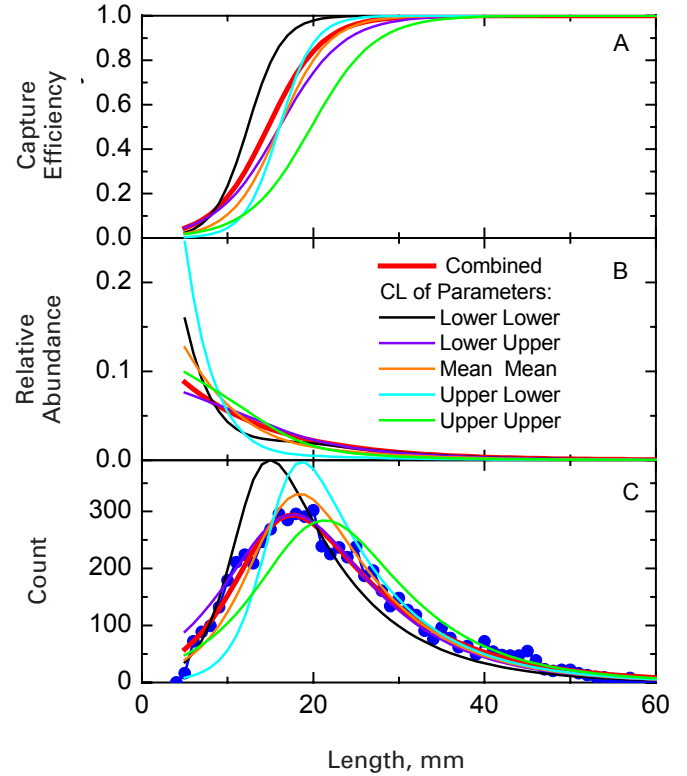 1.0
A
0.8
0.6
0.4
0.2
0.0
Capture
Efficiency
B
Combined
CL of Parameters:
Lower Lower
Lower Upper
Mean Mean
Upper Lower
Upper Upper
0.2
0.1
0.0
Relative
Abundance
C
300
200
100
0
Count
0 20 40 60
Length, mm